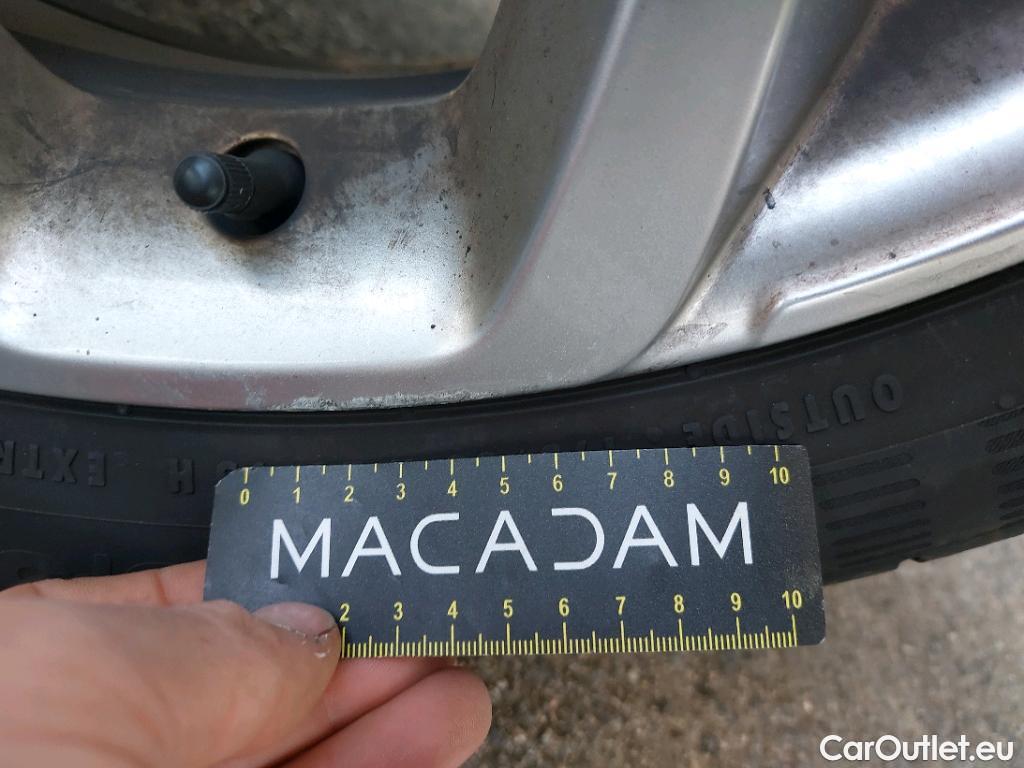 OUTSIDE
H EXTR
0 1 2 3 4 5 6 7 8 9 10
MACADAM
2 3 4 5 6 7 8 9 10
CarOutlet.eu